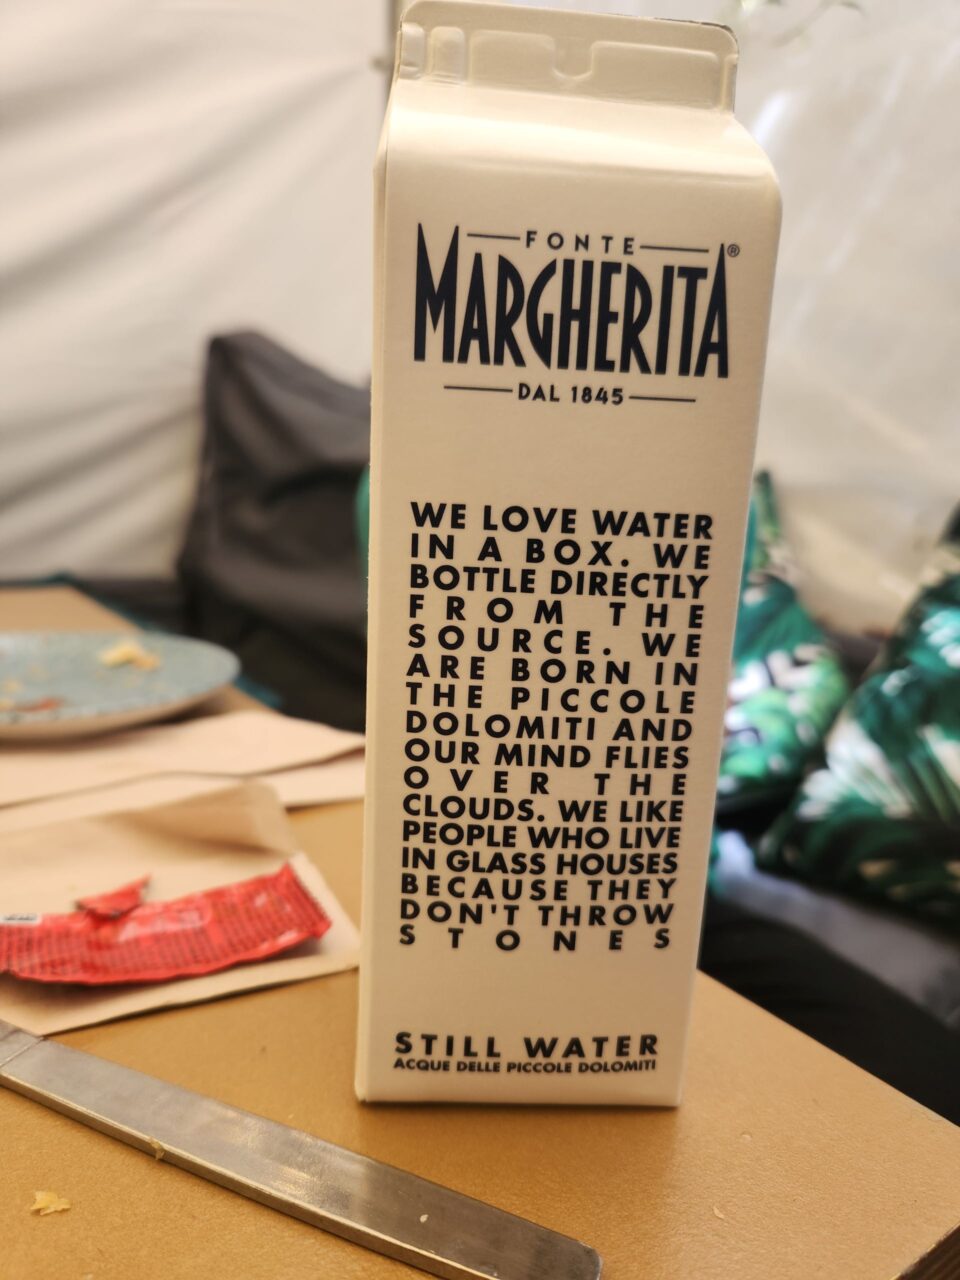 FONTE
MARGHERITA®
DAL 1845
WE LOVE WATER
IN A BOX. WE
BOTTLE DIRECTLY
FROM THE
SOURCE. WE
ARE BORN IN
THE PICCOLE
DOLOMITI AND
OUR MIND FLIES
OVER THE
CLOUDS. WE LIKE
PEOPLE WHO LIVE
IN GLASS HOUSES
BECAUSE THEY
DON'T THROW
STONES
STILL WATER
ACQUE DELLE PICCOLE DOLOMITI